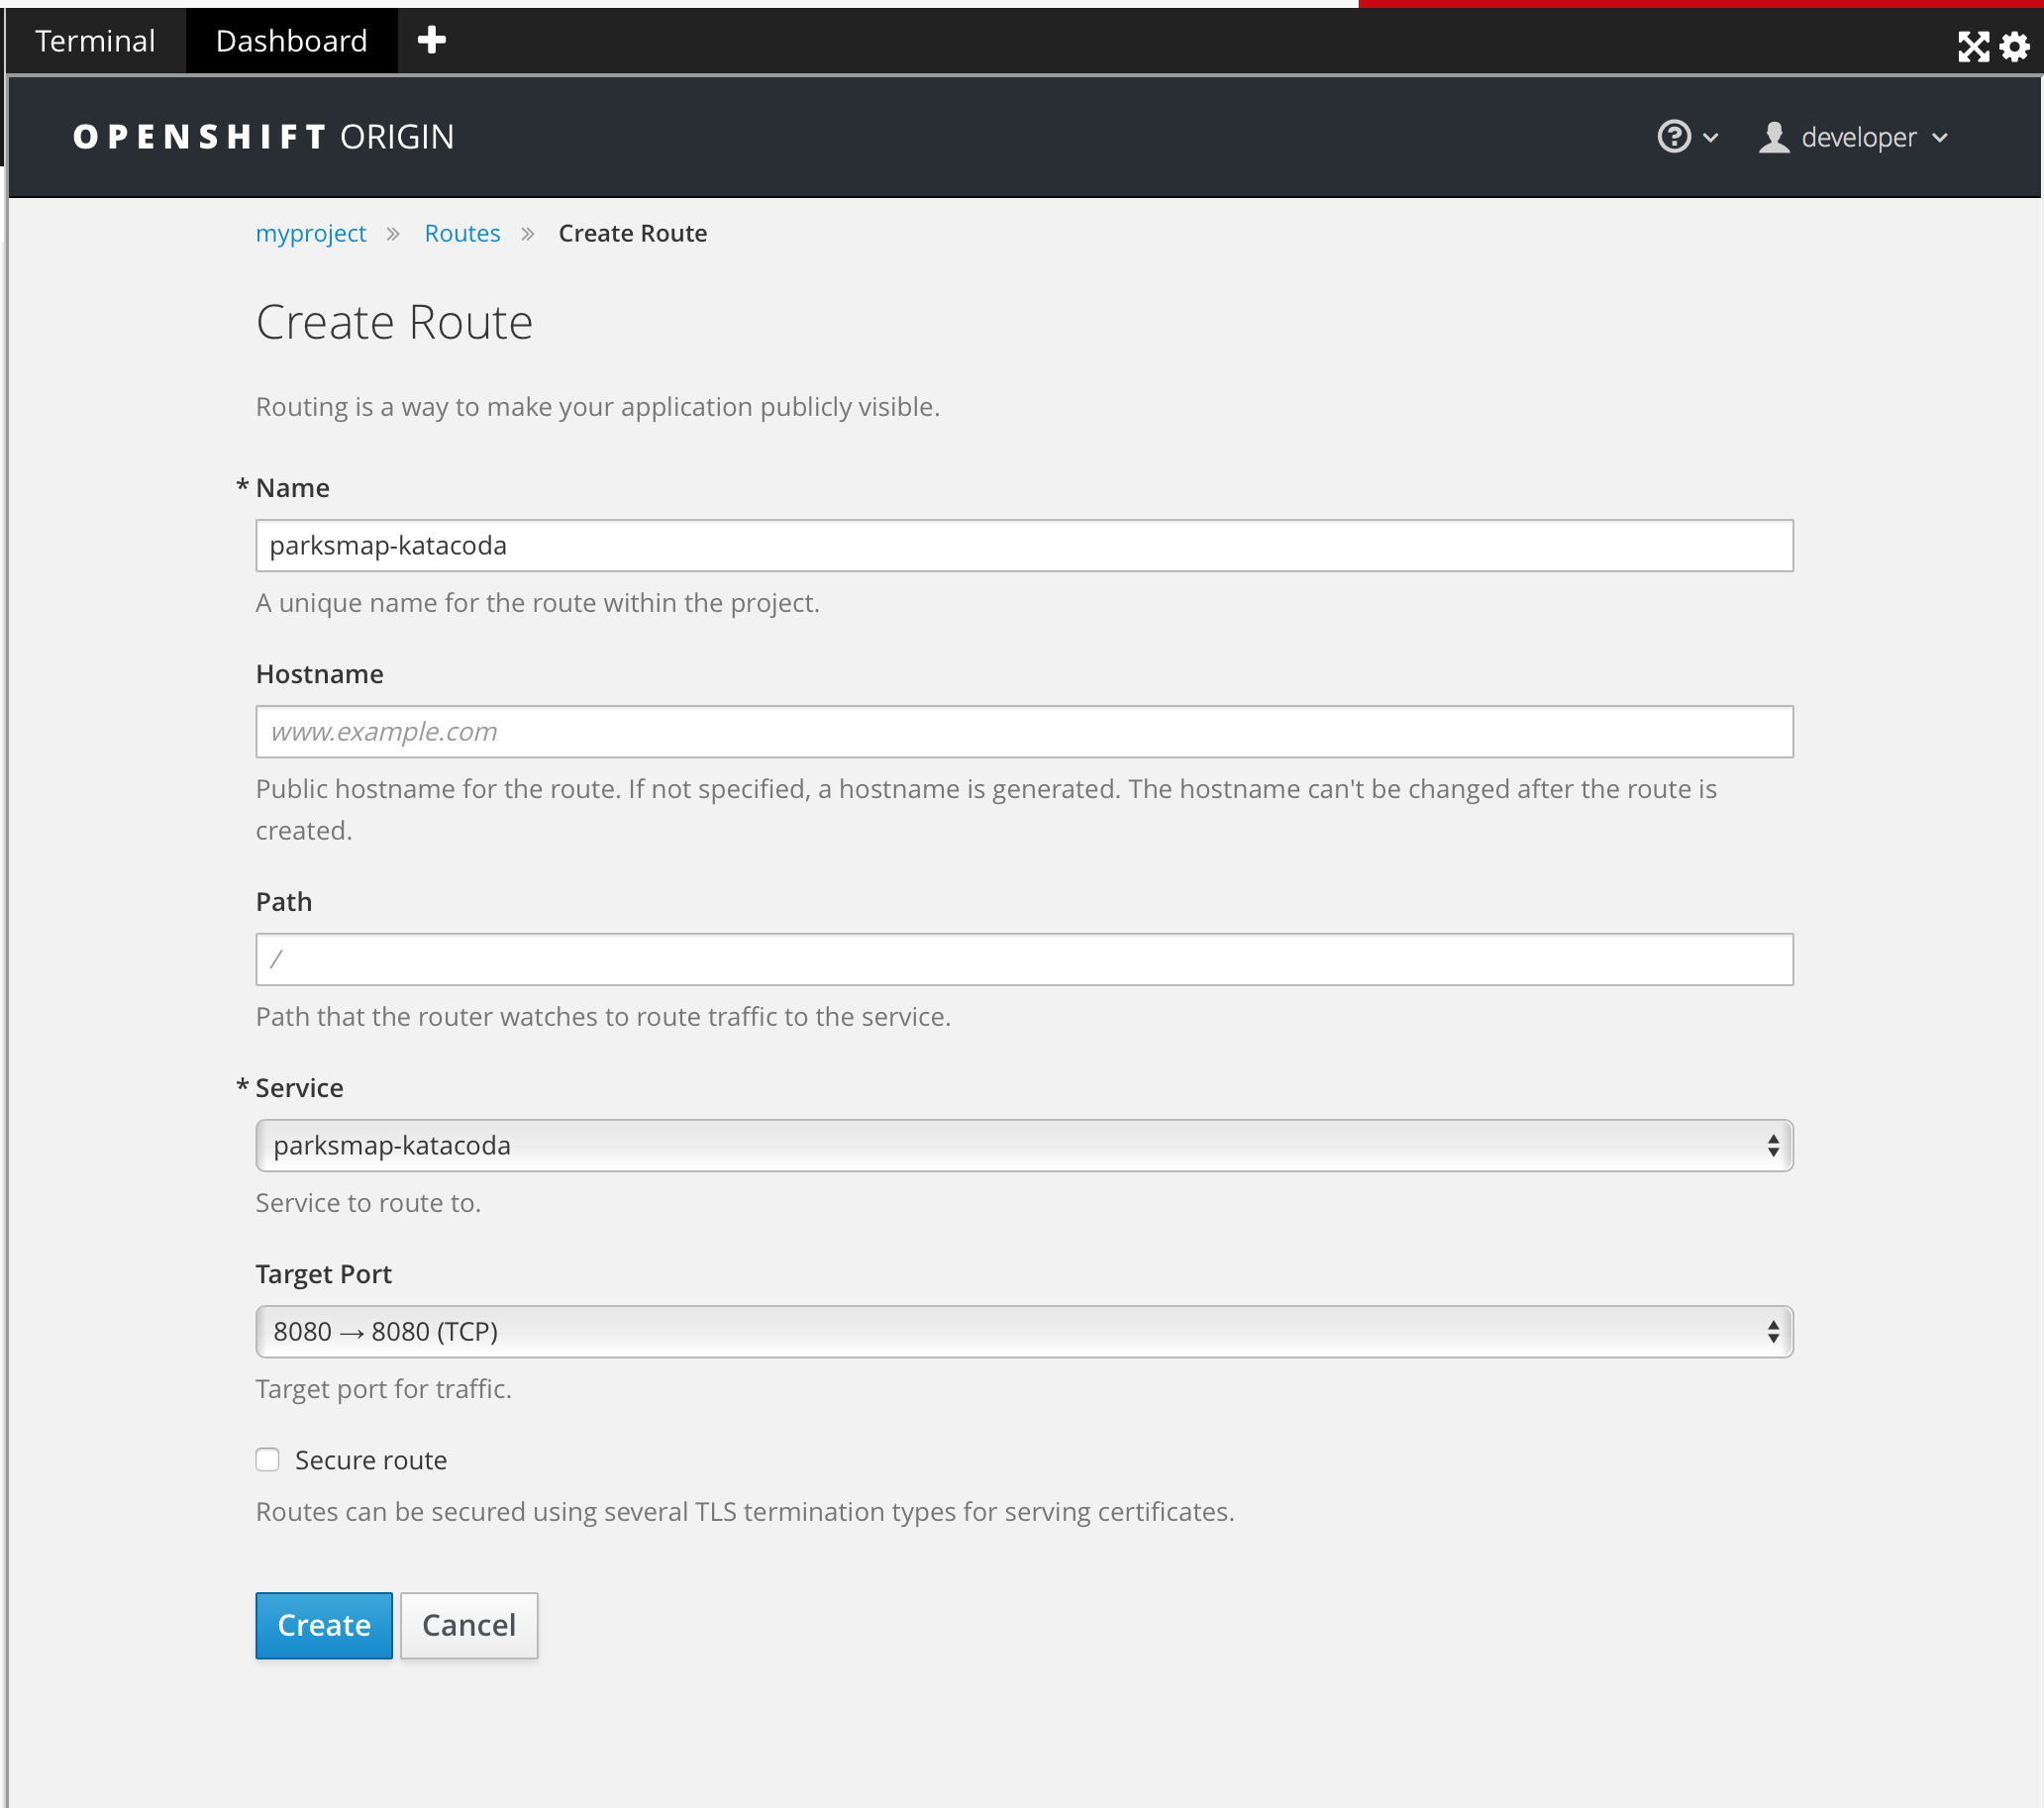 Terminal Dashboard
OPENSHIFT ORIGIN developer
myproject » Routes » Create Route
Create Route
Routing is a way to make your application publicly visible.
* Name
parksmap-katacoda
A unique name for the route within the project.
Hostname
www.example.com
Public hostname for the route. If not specified, a hostname is generated. The hostname can't be changed after the route is
created.
Path
/
Path that the router watches to route traffic to the service.
* Service
parksmap-katacoda
Service to route to.
Target Port
8080 → 8080 (TCP)
Target port for traffic.
Secure route
Routes can be secured using several TLS termination types for serving certificates.
Create Cancel